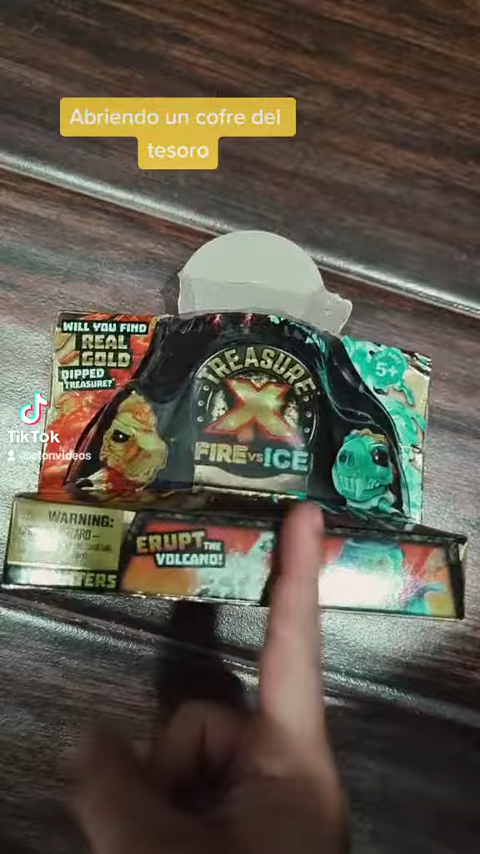 Abriendo un cofre del
tesoro
WILL YOU FIND
REAL
GOLD
DIPPED
TREASURE?
5+
TREASURE
X
FIRE VS ICE
TikTok
WARNING:
ERUPT THE
VOLCANO!